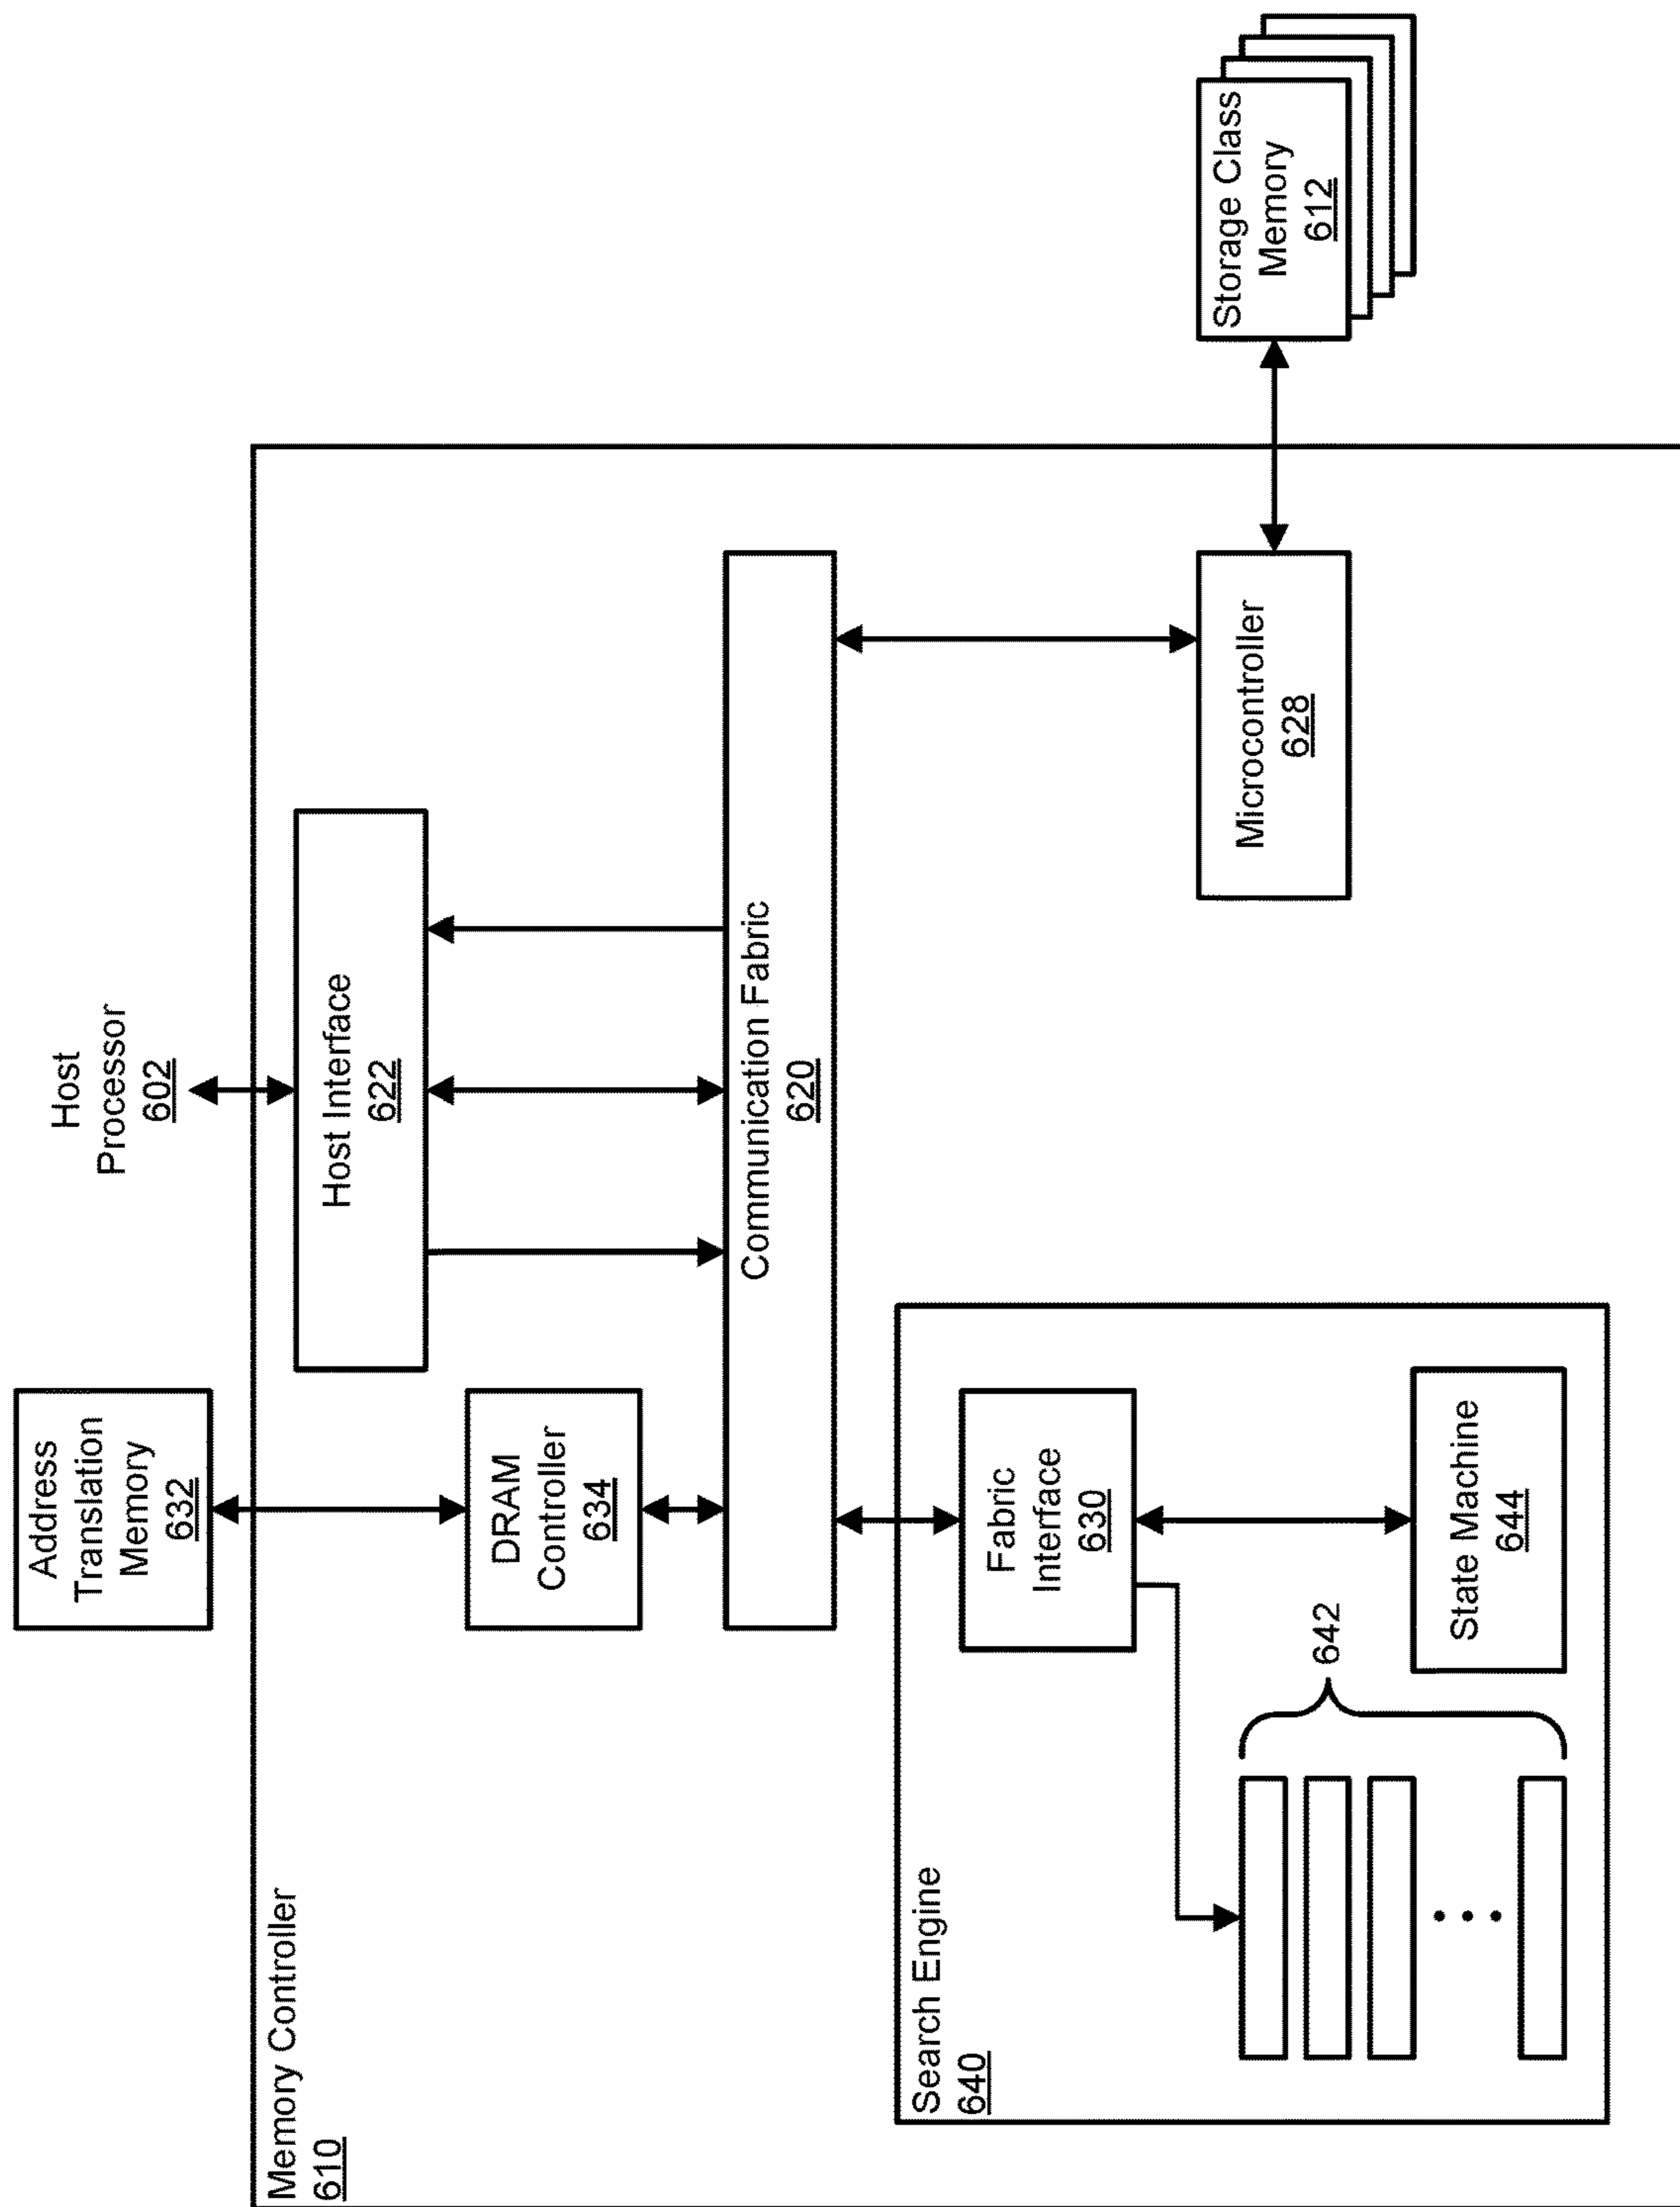 Memory Controller
610
Address
Translation
Memory
632
Host
Processor
602
Host Interface
622
DRAM
Controller
634
Communication Fabric
620
Search Engine
640
Fabric
Interface
630
642
State Machine
644
Microcontroller
628
Storage Class
Memory
612